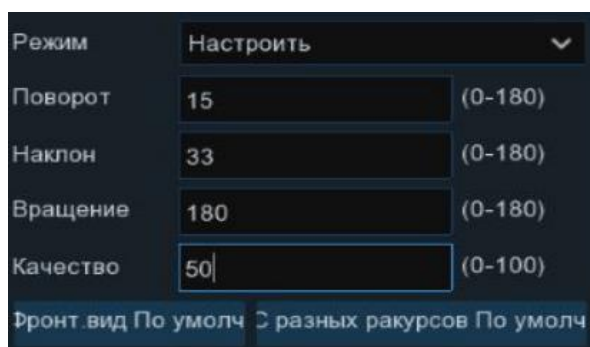 Режим Настроить
Поворот 15 (0-180)
Наклон 33 (0-180)
Вращение 180 (0-180)
Качество 50 (0-100)
Фронт.вид По умолч С разных ракурсов По умолч